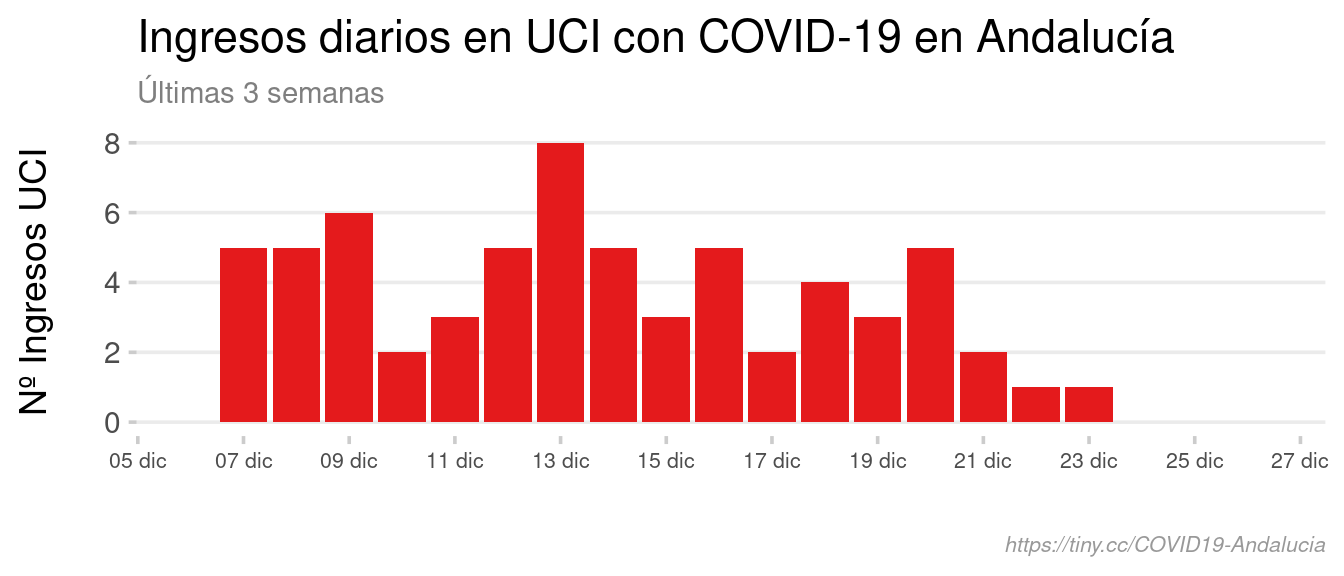 Ingresos diarios en UCI con COVID-19 en Andalucía
Últimas 3 semanas
Nº Ingresos UCI
8
6
4
2
0
05 dic 07 dic 09 dic 11 dic 13 dic 15 dic 17 dic 19 dic 21 dic 23 dic 25 dic 27 dic
https://tiny.cc/COVID19-Andalucia